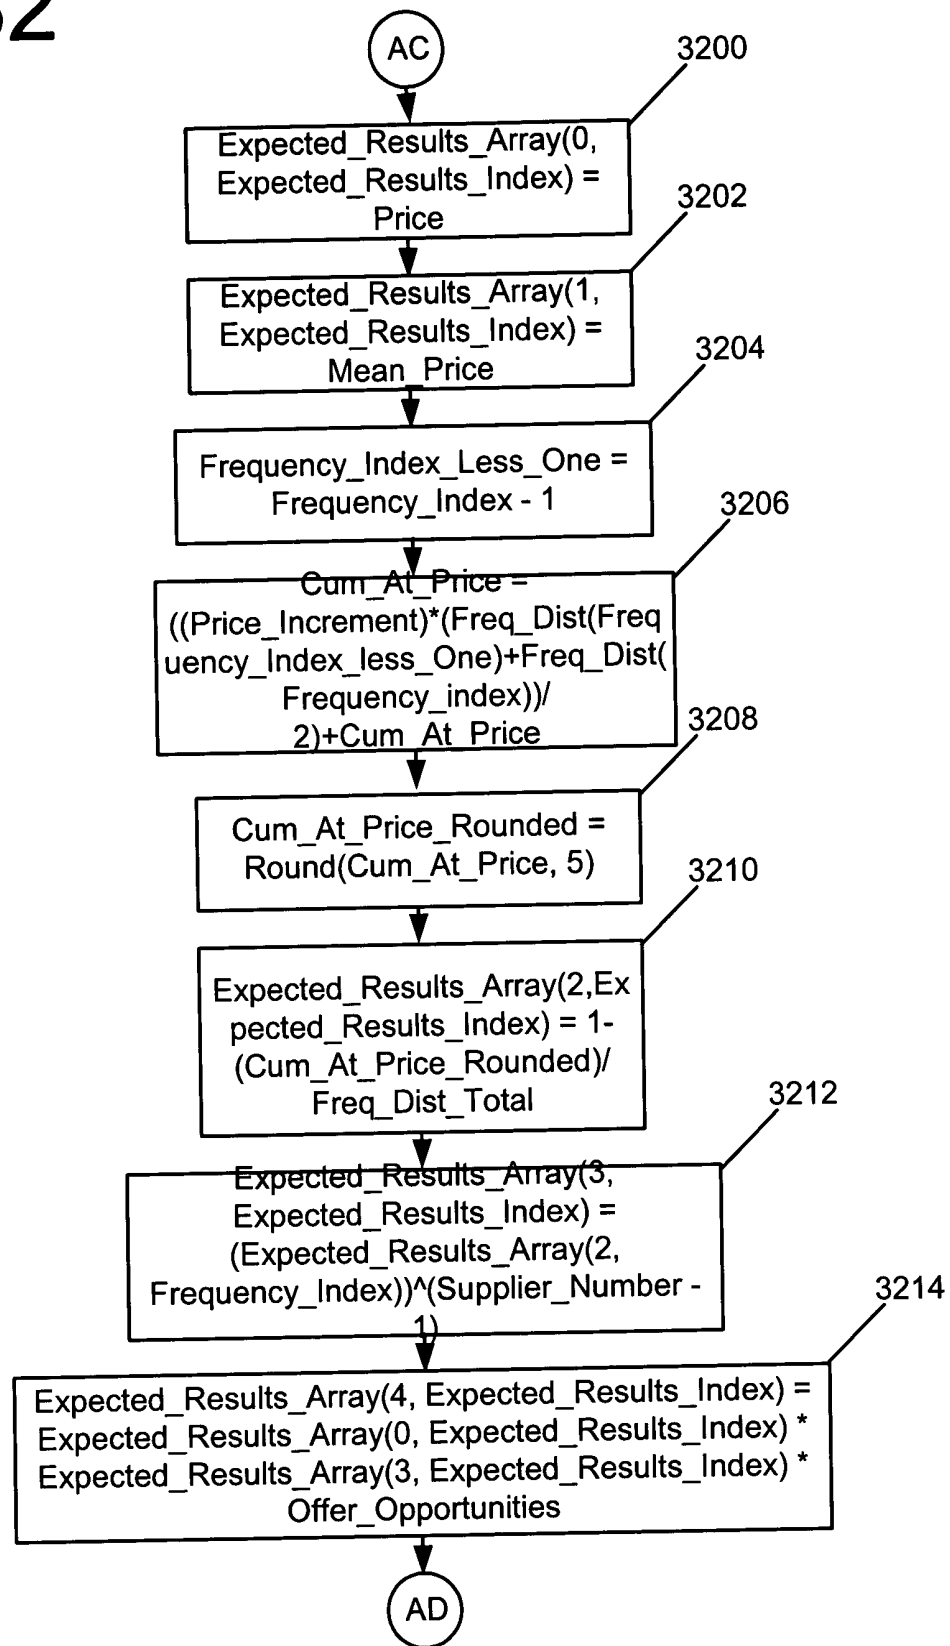 32
AC
3200
Expected_Results_Array(0,
Expected_Results_Index) =
Price
3202
Expected_Results_Array(1,
Expected_Results_Index) =
Mean_Price
3204
Frequency_Index_Less_One =
Frequency_Index - 1
3206
Cum_At_Price =
((Price_Increment)*(Freq_Dist(Freq
uency_Index_less_One)+Freq_Dist(
Frequency_index))/
2)+Cum_At_Price
3208
Cum_At_Price_Rounded =
Round(Cum_At_Price, 5)
3210
Expected_Results_Array(2,Ex
pected_Results_Index) = 1-
(Cum_At_Price_Rounded)/
Freq_Dist_Total
3212
Expected_Results_Array(3,
Expected_Results_Index) =
(Expected_Results_Array(2,
Frequency_Index))^(Supplier_Number -
1)
3214
Expected_Results_Array(4, Expected_Results_Index) =
Expected_Results_Array(0, Expected_Results_Index) *
Expected_Results_Array(3, Expected_Results_Index) *
Offer_Opportunities
AD